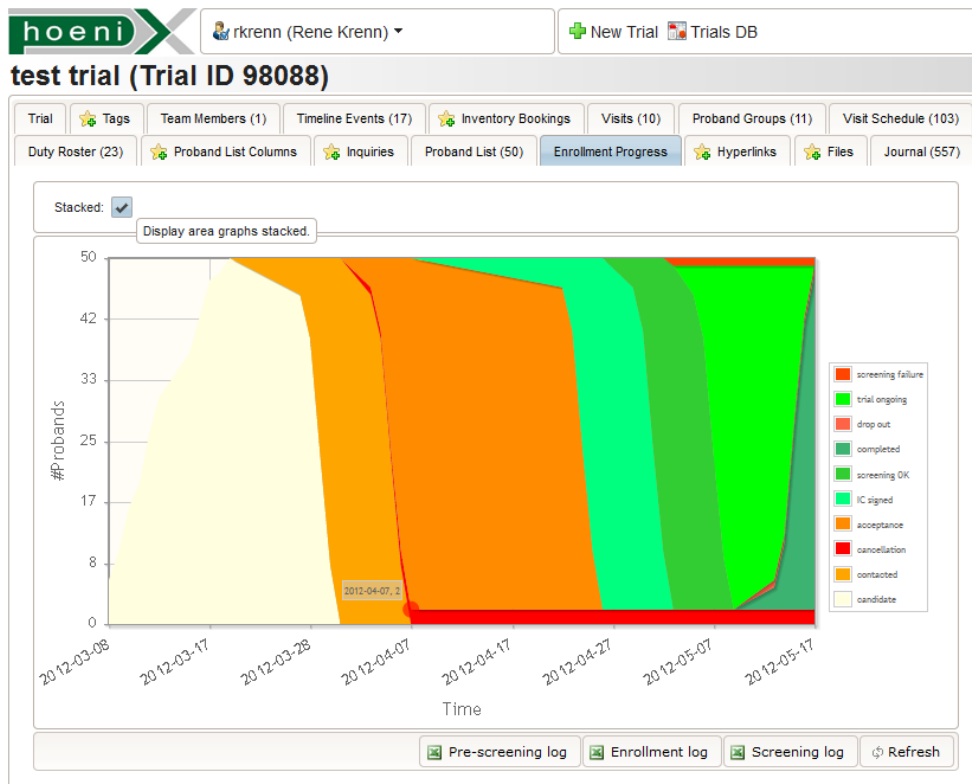 hoeni
rkrenn (Rene Krenn)
New Trial Trials DB
test trial (Trial ID 98088)
Trial Tags Team Members (1) Timeline Events (17) Inventory Bookings Visits (10) Proband Groups (11) Visit Schedule (103)
Duty Roster (23) Proband List Columns Inquiries Proband List (50) Enrollment Progress Hyperlinks Files Journal (557)
Stacked:
Display area graphs stacked.
50
42
33
25
17
8
0
#Probands
2012-04-07, 2
2012-03-08 2012-03-17 2012-03-28 2012-04-07 2012-04-17 2012-04-27 2012-05-07 2012-05-17
Time
screening failure
trial ongoing
drop out
completed
screening OK
IC signed
acceptance
cancellation
contacted
candidate
Pre-screening log Enrollment log Screening log Refresh